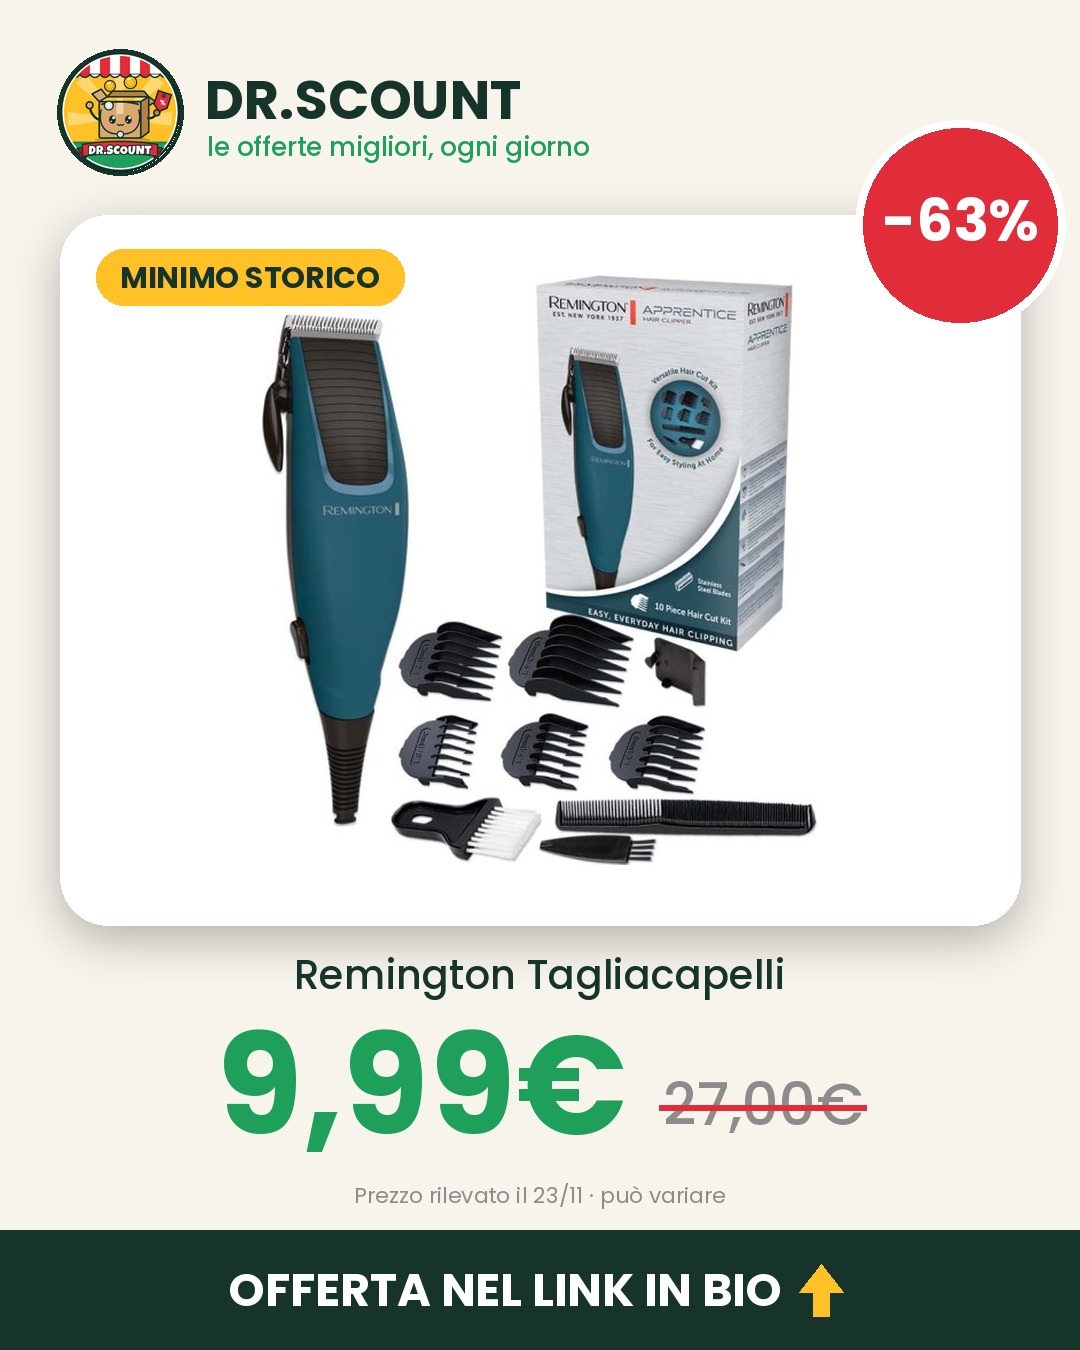 DR.SCOUNT
DR.SCOUNT
le offerte migliori, ogni giorno
-63%
MINIMO STORICO
REMINGTON
EST. NEW YORK 1937
APPRENTICE
HAIR CLIPPER
REMINGTON
APPRENTICE
HAIR CLIPPER
Versatile Hair Cut Kit
For Easy Styling At Home
REMINGTON
REMINGTON
Stainless
Steel Blades
10 Piece Hair Cut Kit
EASY, EVERYDAY HAIR CLIPPING
Remington Tagliacapelli
9,99€ 27,00€
Prezzo rilevato il 23/11 · può variare
OFFERTA NEL LINK IN BIO